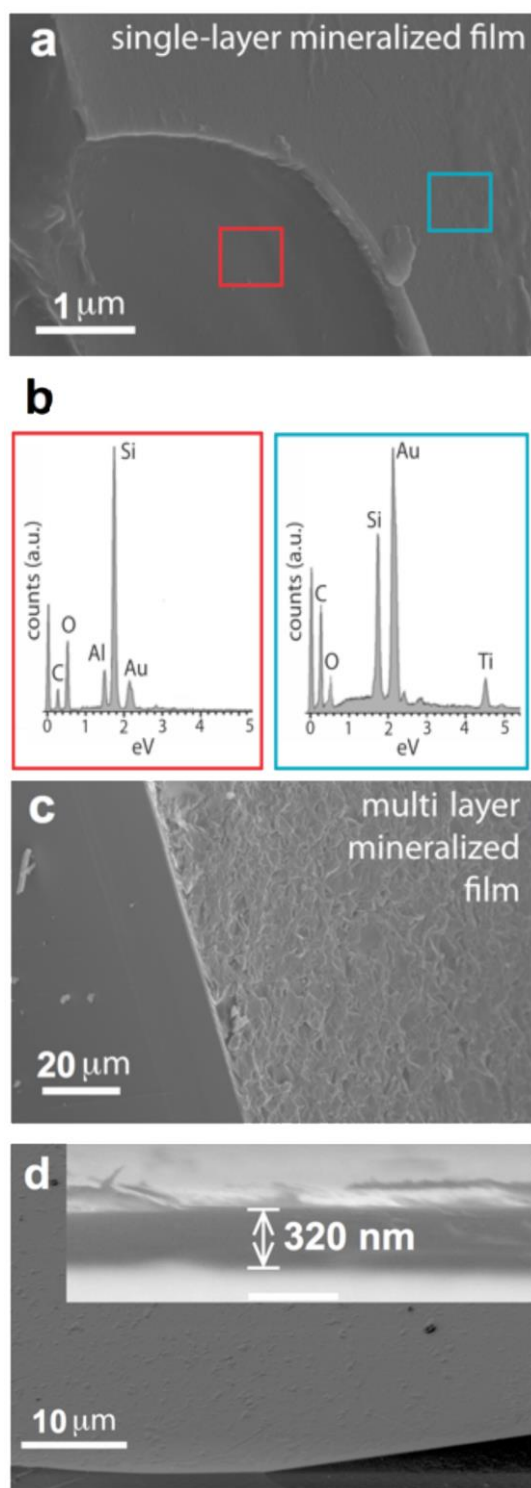 a single-layer mineralized film
1 μm
b
Si
O
C
Al
Au
counts (a.u.)
0 1 2 3 4 5
eV
Au
Si
C
O
Ti
counts (a.u.)
0 1 2 3 4 5
eV
c multi layer
mineralized
film
20 μm
d
320 nm
10 μm